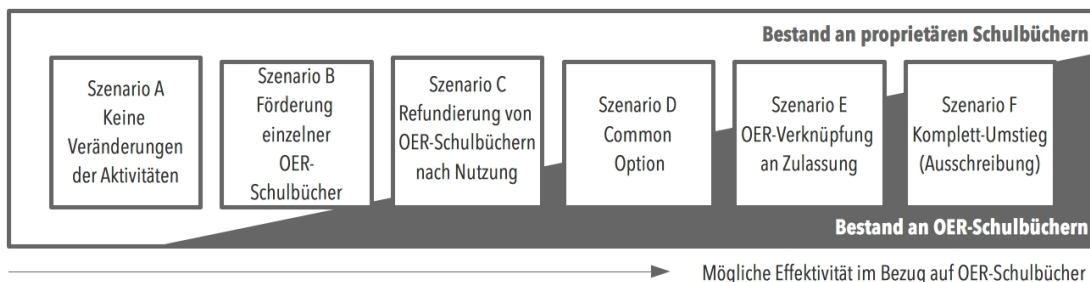 Bestand an proprietären Schulbüchern
Szenario A
Keine
Veränderungen
der Aktivitäten
Szenario B
Förderung
einzelner
OER-
Schulbücher
Szenario C
Refundierung von
OER-Schulbüchern
nach Nutzung
Szenario D
Common
Option
Szenario E
OER-Verknüpfung
an Zulassung
Szenario F
Komplett-Umstieg
(Ausschreibung)
Bestand an OER-Schulbüchern
Mögliche Effektivität im Bezug auf OER-Schulbücher